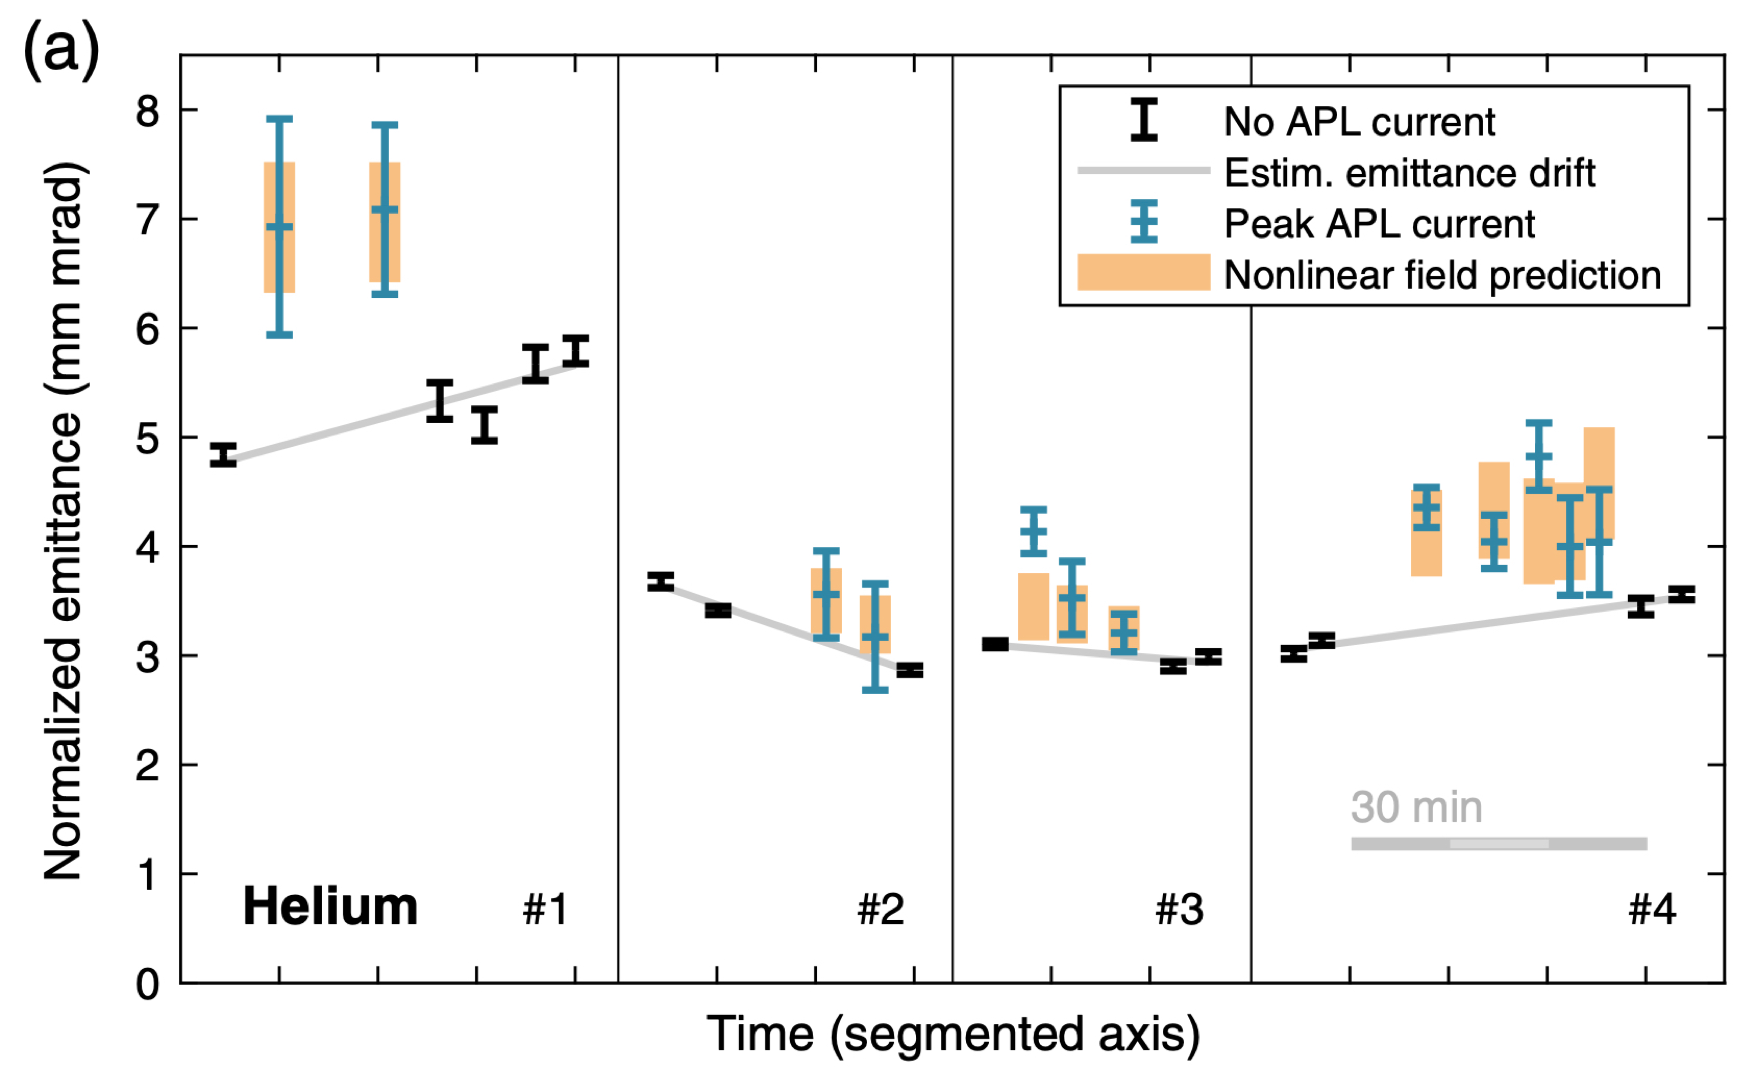 (a)
No APL current
Estim. emittance drift
Peak APL current
Nonlinear field prediction
Normalized emittance (mm mrad)
8
7
6
5
4
3
2
1
0
30 min
Helium #1 #2 #3 #4
Time (segmented axis)